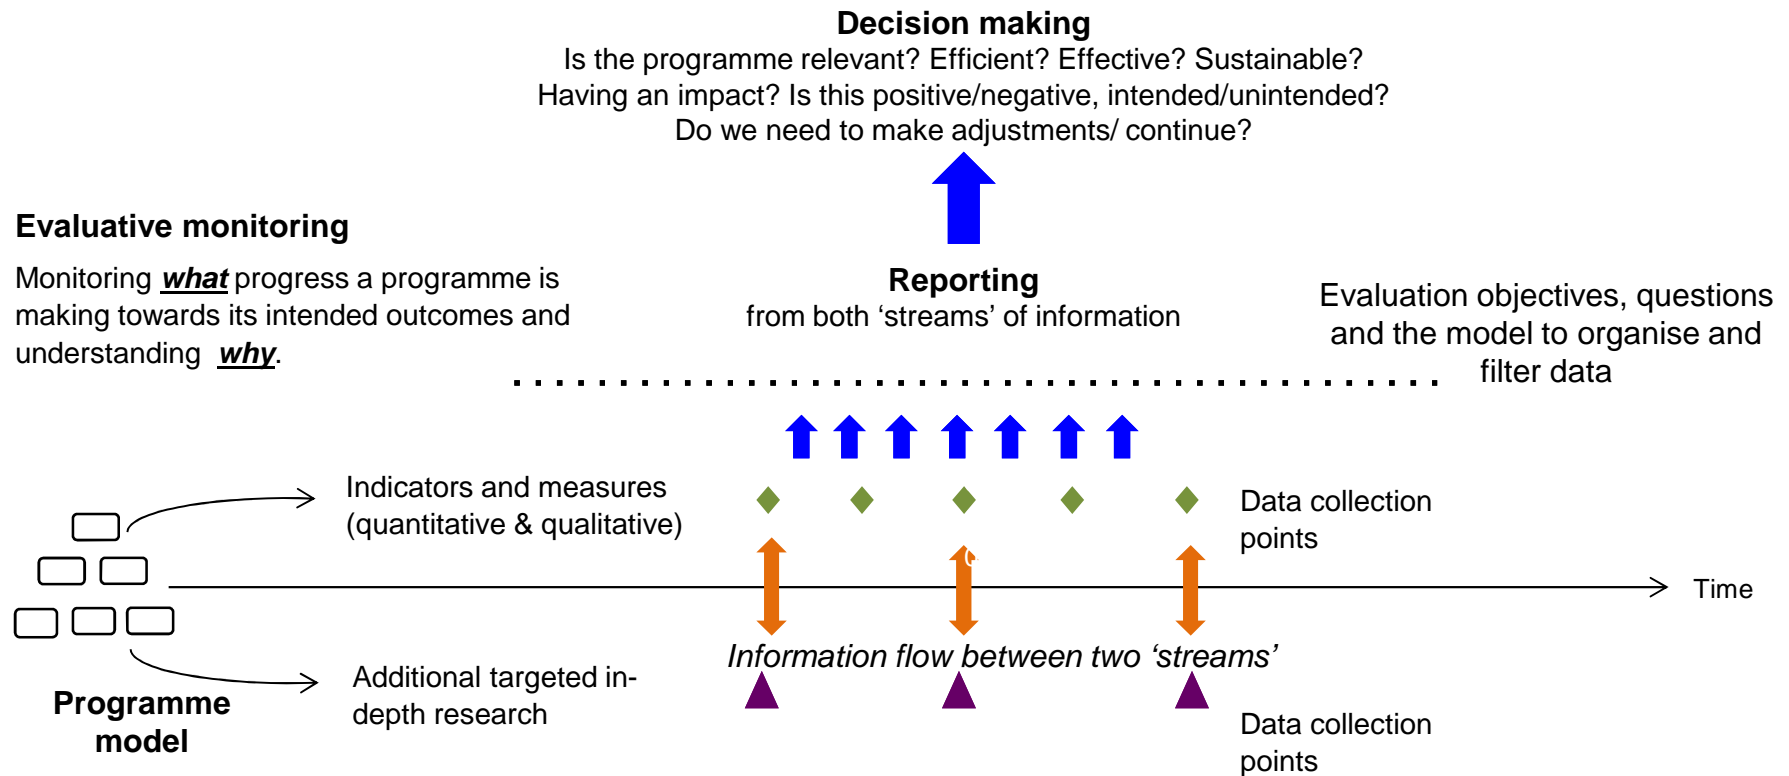 Decision making
Is the programme relevant? Efficient? Effective? Sustainable?
Having an impact? Is this positive/negative, intended/unintended?
Do we need to make adjustments/ continue?
Evaluative monitoring
Monitoring what progress a programme is
making towards its intended outcomes and
understanding why.
Reporting
from both ‘streams’ of information
Evaluation objectives, questions
and the model to organise and
filter data
Indicators and measures
(quantitative & qualitative)
Data collection
points
Time
Information flow between two ‘streams’
Programme
model
Additional targeted in-
depth research
Data collection
points